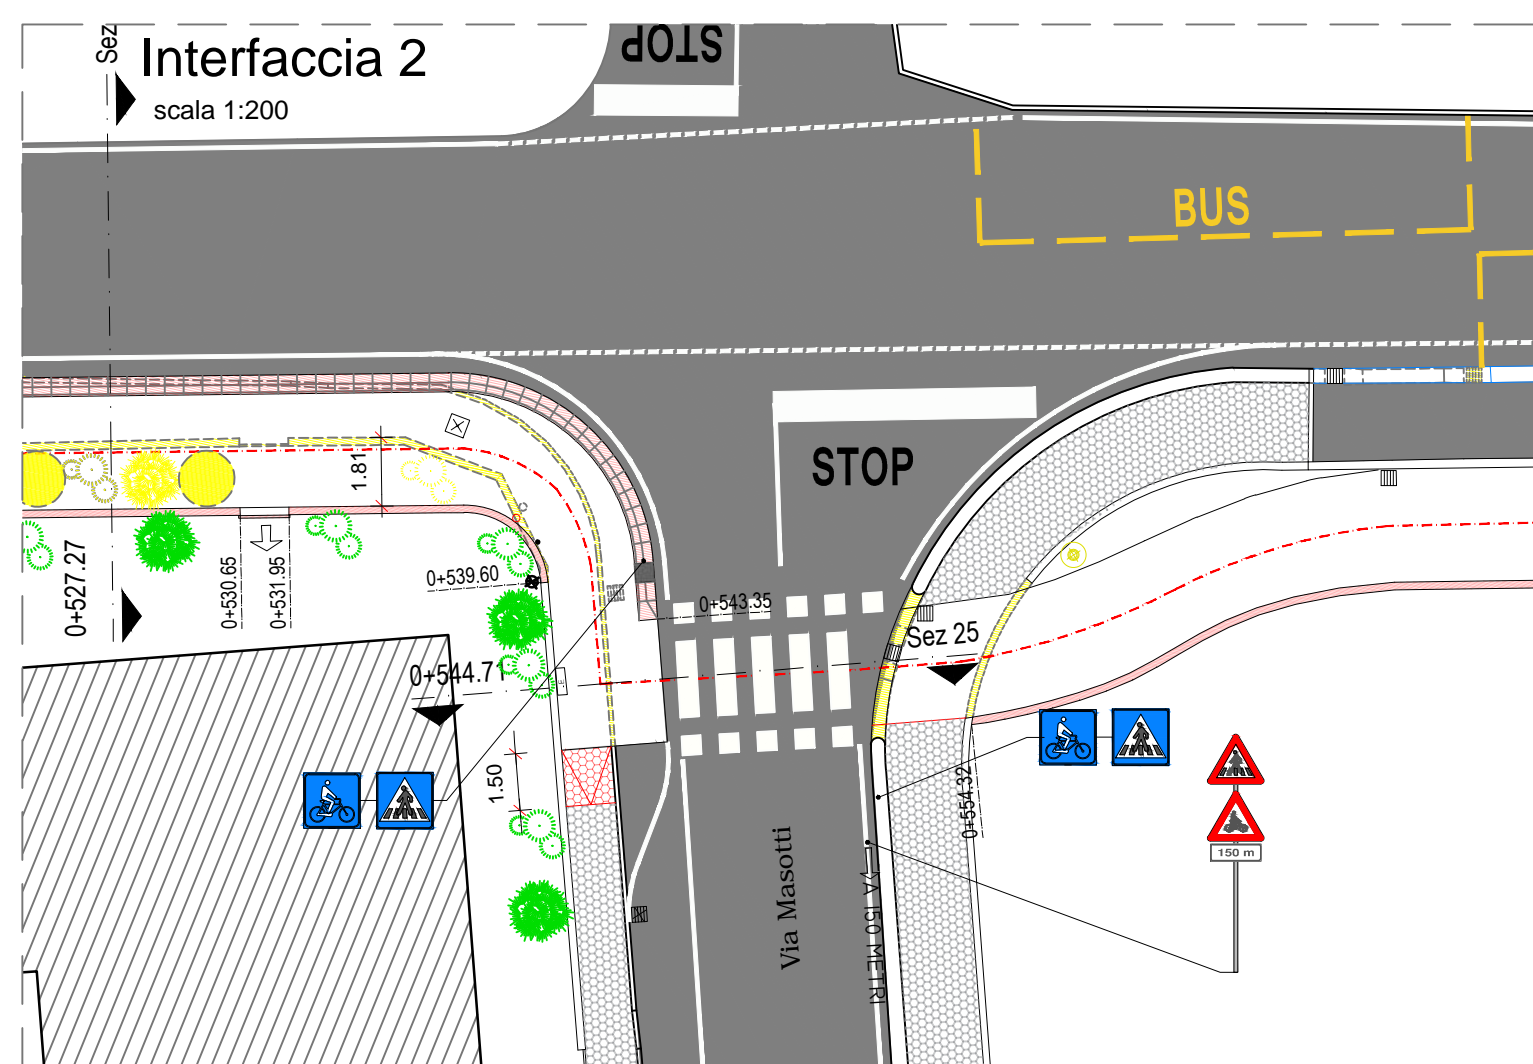 Sez
Interfaccia 2
scala 1:200
STOP
BUS
STOP
1.81
0+527.27
0+530.65
0+531.95
0+539.60
0+543.35
Sez 25
0+544.71
1.50
0+554.32
150 m
Via Masotti
A 150 METRI